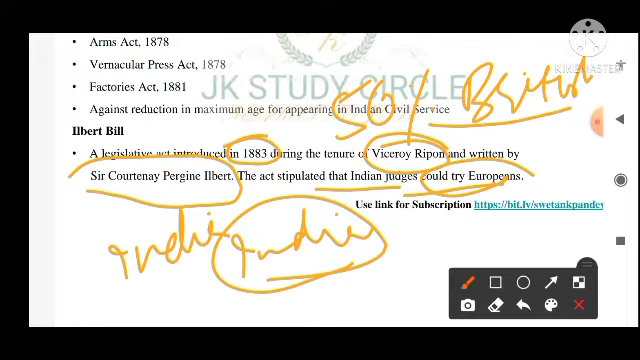 • Arms Act, 1878
KINEMASTER
• Vernacular Press Act, 1878
• Factories Act, 1881
JK STUDY CIRCLE
50% British
• Against reduction in maximum age for appearing in Indian Civil Service
Ilbert Bill
• A legislative act introduced in 1883 during the tenure of Viceroy Ripon and written by
Sir Courtenay Pergine Ilbert. The act stipulated that Indian judges could try Europeans.
Use link for Subscription https://bit.ly/swetankpandey